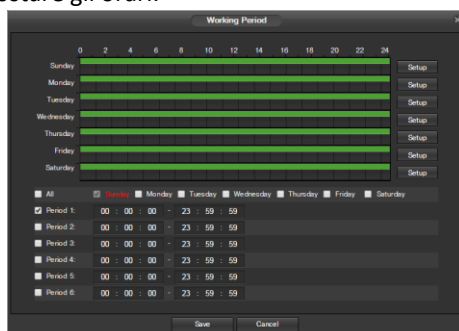 Working Period
0 2 4 6 8 10 12 14 16 18 20 22 24
Sunday Setup
Monday Setup
Tuesday Setup
Wednesday Setup
Thursday Setup
Friday Setup
Saturday Setup
All Sunday Monday Tuesday Wednesday Thursday Friday Saturday
Period 1: 00 : 00 : 00 - 23 : 59 : 59
Period 2: 00 : 00 : 00 - 23 : 59 : 59
Period 3: 00 : 00 : 00 - 23 : 59 : 59
Period 4: 00 : 00 : 00 - 23 : 59 : 59
Period 5: 00 : 00 : 00 - 23 : 59 : 59
Period 6: 00 : 00 : 00 - 23 : 59 : 59
Save Cancel